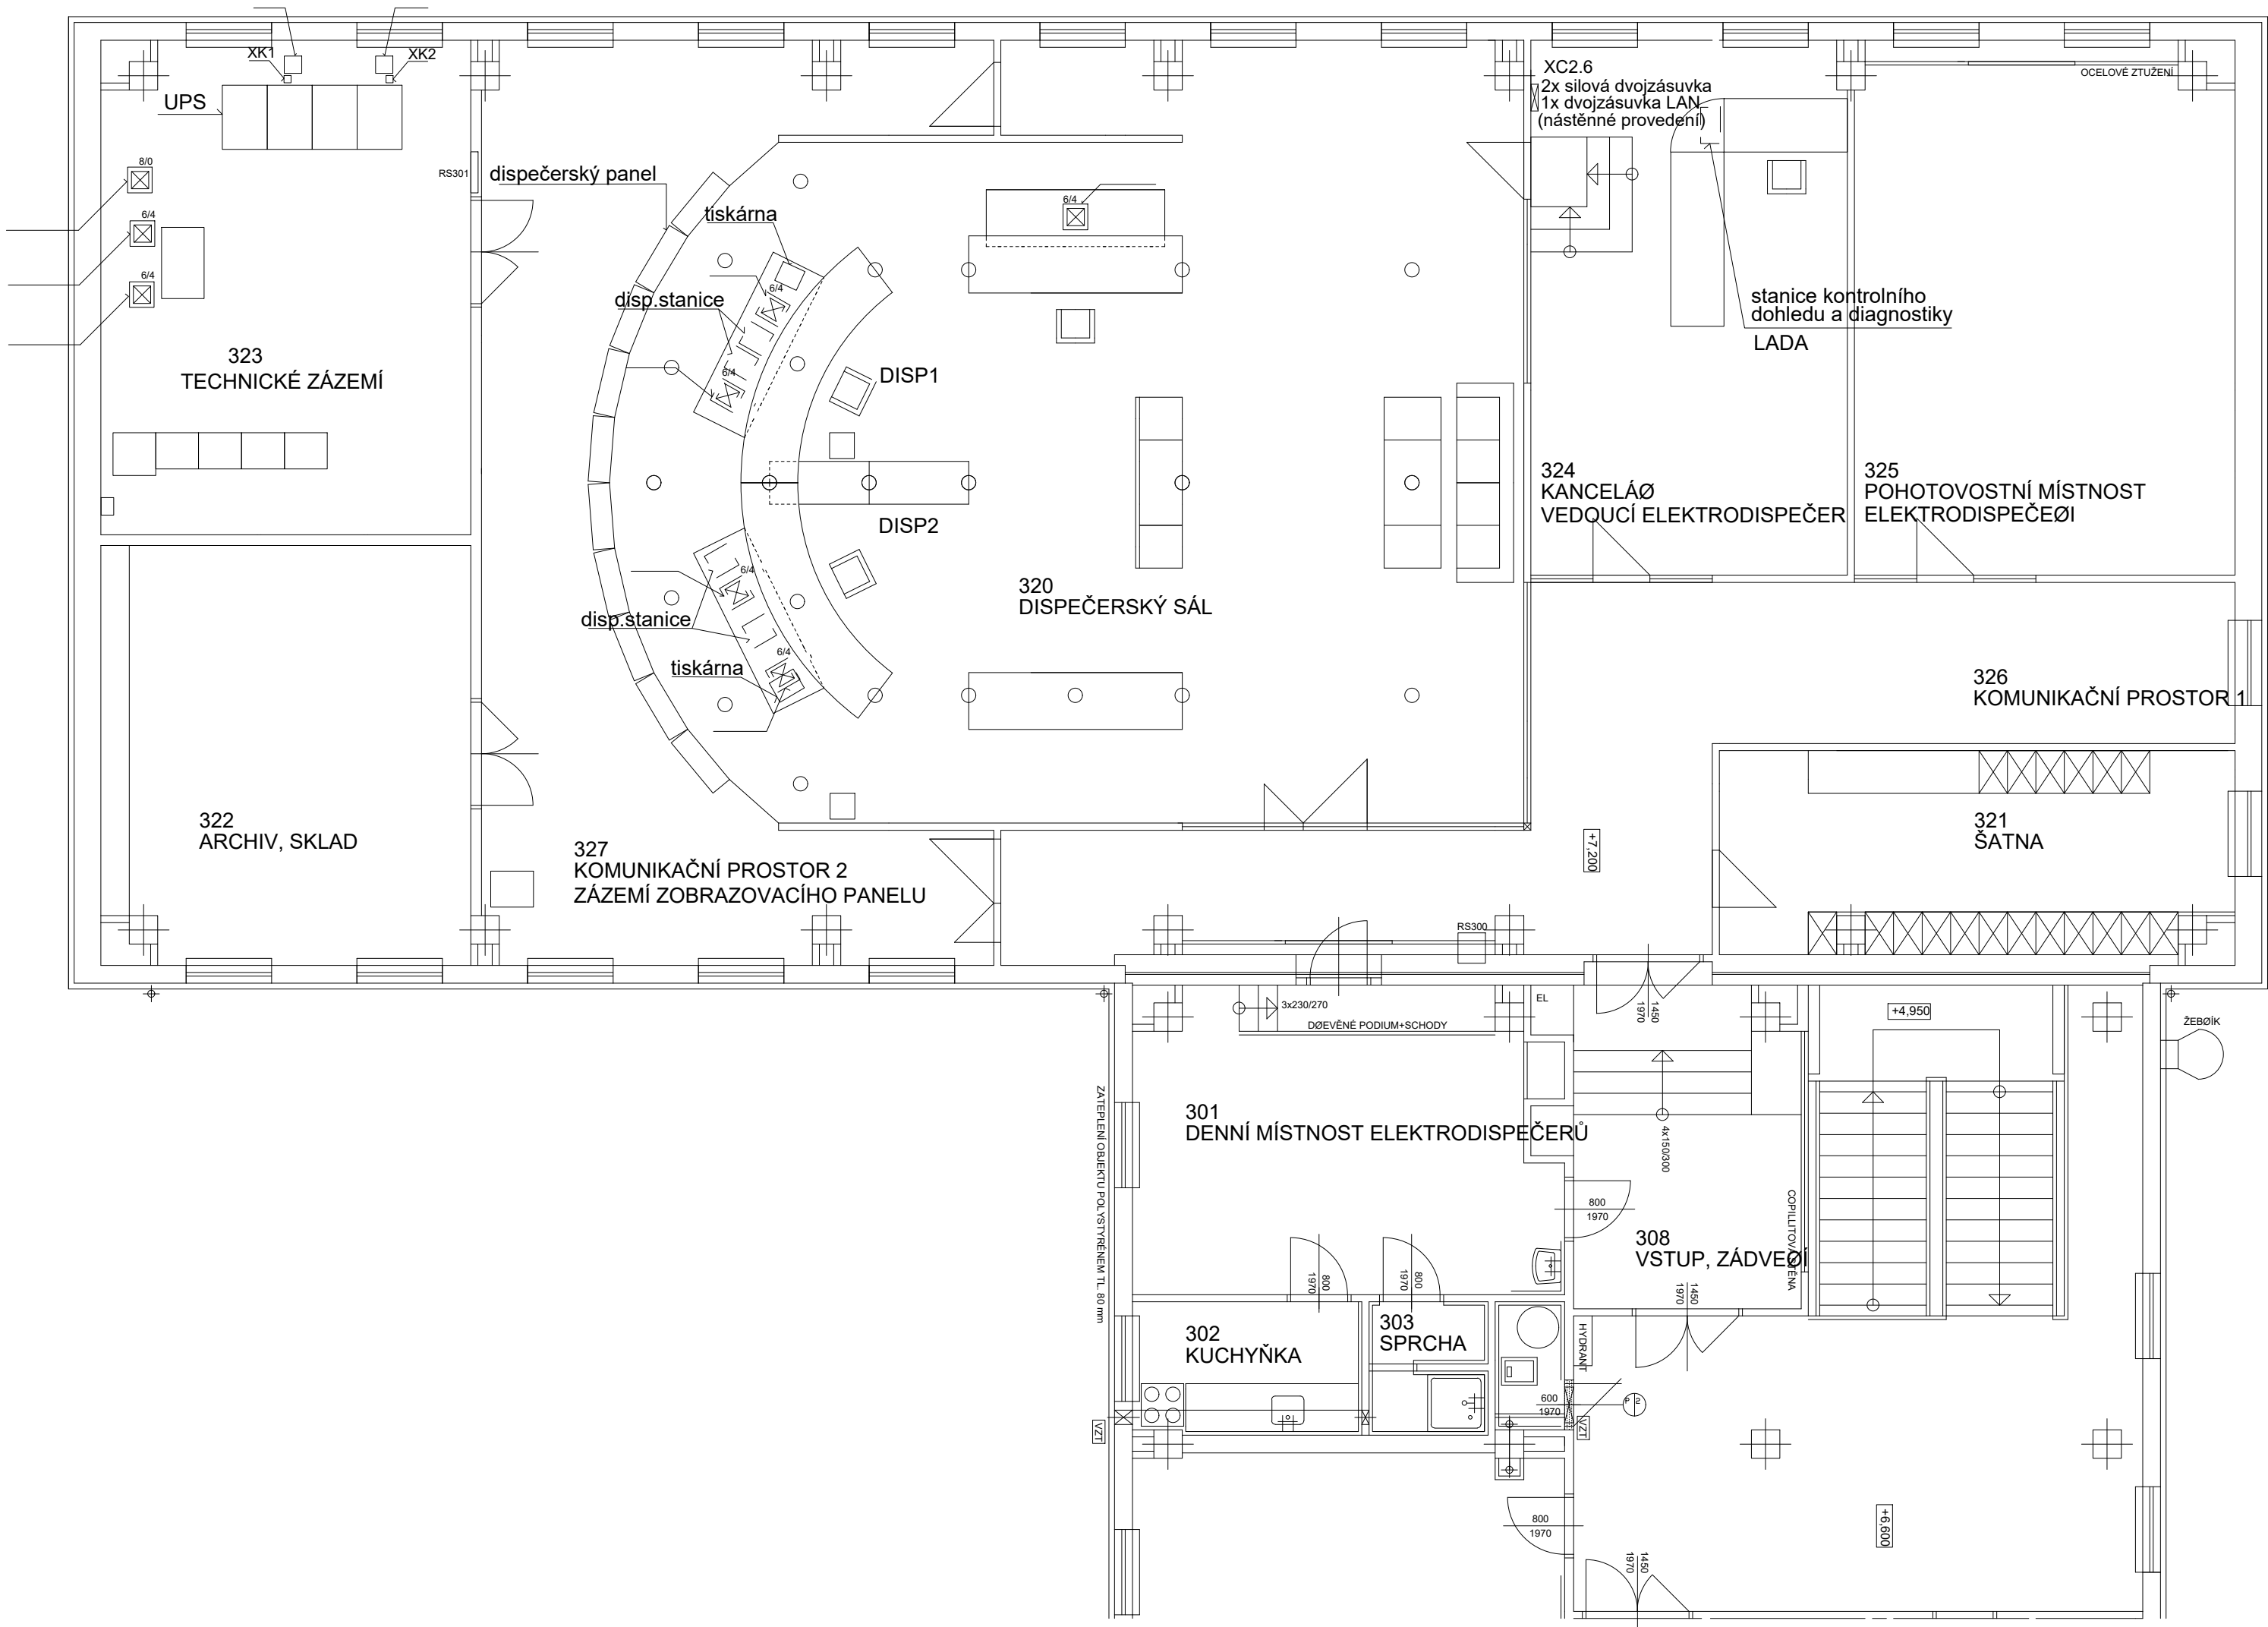 XK1
XK2
UPS
8/0
6/4
6/4
RS301
dispečerský panel
tiskárna
6/4
disp.stanice
6/4
6/4
XC2.6
2x silová dvojzásuvka
1x dvojzásuvka LAN
(nástěnné provedení)
OCELOVÉ ZTUŽENÍ
stanice kontrolního
dohledu a diagnostiky
LADA
323
TECHNICKÉ ZÁZEMÍ
DISP1
DISP2
324
KANCELÁØ
VEDOUCÍ ELEKTRODISPEČER
325
POHOTOVOSTNÍ MÍSTNOST
ELEKTRODISPEČEØI
6/4
disp.stanice
6/4
tiskárna
320
DISPEČERSKÝ SÁL
326
KOMUNIKAČNÍ PROSTOR 1
322
ARCHIV, SKLAD
327
KOMUNIKAČNÍ PROSTOR 2
ZÁZEMÍ ZOBRAZOVACÍHO PANELU
+7,200
321
ŠATNA
RS300
3x230/270
DØEVĚNÉ PODIUM+SCHODY
EL
1450
1970
+4,950
ŽEBØÍK
ZATEPLENÍ OBJEKTU POLYSTYRÉNEM TL. 80 mm
301
DENNÍ MÍSTNOST ELEKTRODISPEČERŮ
4x150/300
800
1970
308
VSTUP, ZÁDVEØÍ
COPILLITOVÁ STĚNA
800
1970
800
1970
1450
1970
302
KUCHYŇKA
303
SPRCHA
HYDRANT
600
1970
P 2
VZT
VZT
800
1970
1450
1970
+6,600